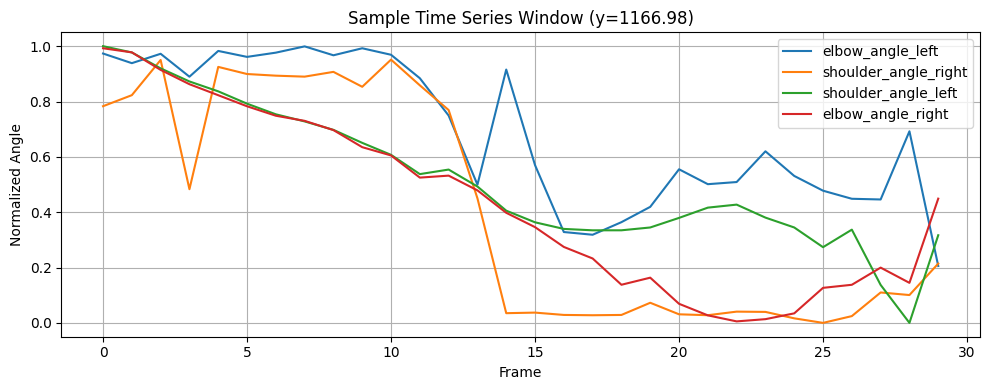 Sample Time Series Window (y=1166.98)
Normalized Angle
1.0
0.8
0.6
0.4
0.2
0.0
elbow_angle_left
shoulder_angle_right
shoulder_angle_left
elbow_angle_right
0 5 10 15 20 25 30
Frame